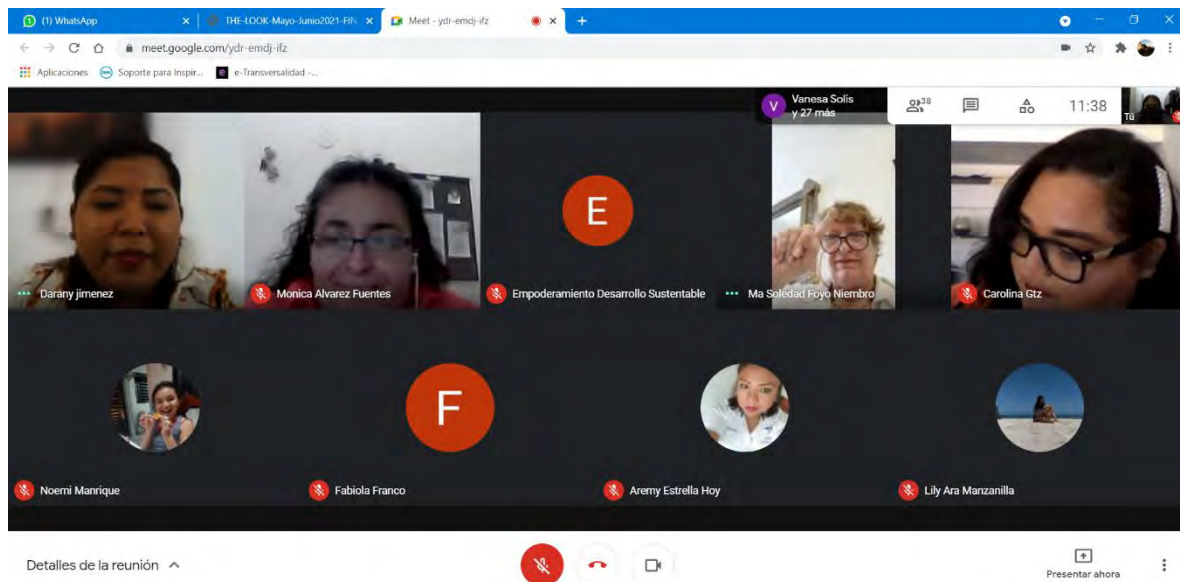 (1) WhatsApp
THE-LOOK-Mayo-Junio2021-FIN
Meet - ydr-emdj-ifz
meet.google.com/ydr-emdj-ifz
Aplicaciones
Soporte para Inspir...
e
e-Transversalidad -...
V
Vanesa Solis
y 27 más
38
11:38
Tú
Darany jimenez
Monica Alvarez Fuentes
E
Empoderamiento Desarrollo Sustentable
Ma Soledad Foyo Niembro
Carolina Gtz
Noemi Manrique
F
Fabiola Franco
Aremy Estrella Hoy
Lily Ara Manzanilla
Detalles de la reunión
Presentar ahora